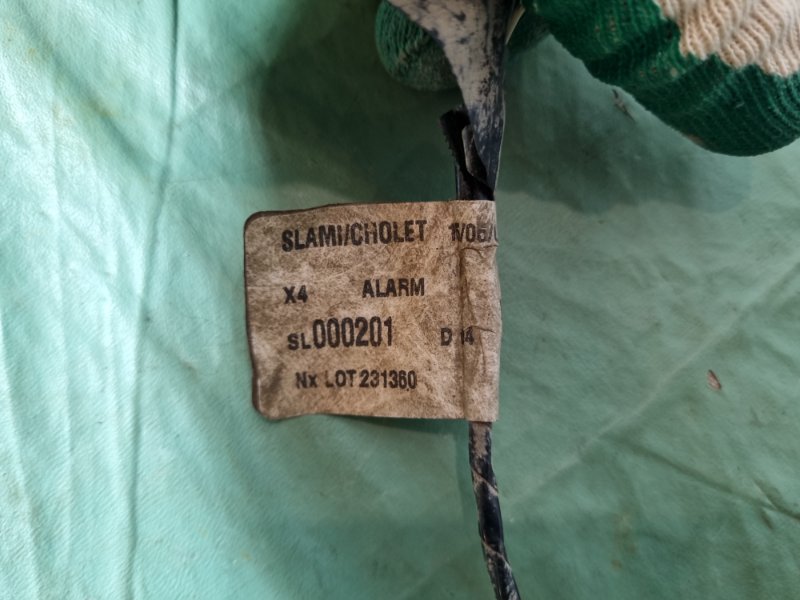 SLAMI/CHOLET
X4 ALARM
SL000201 D 14
Nx LOT 231360